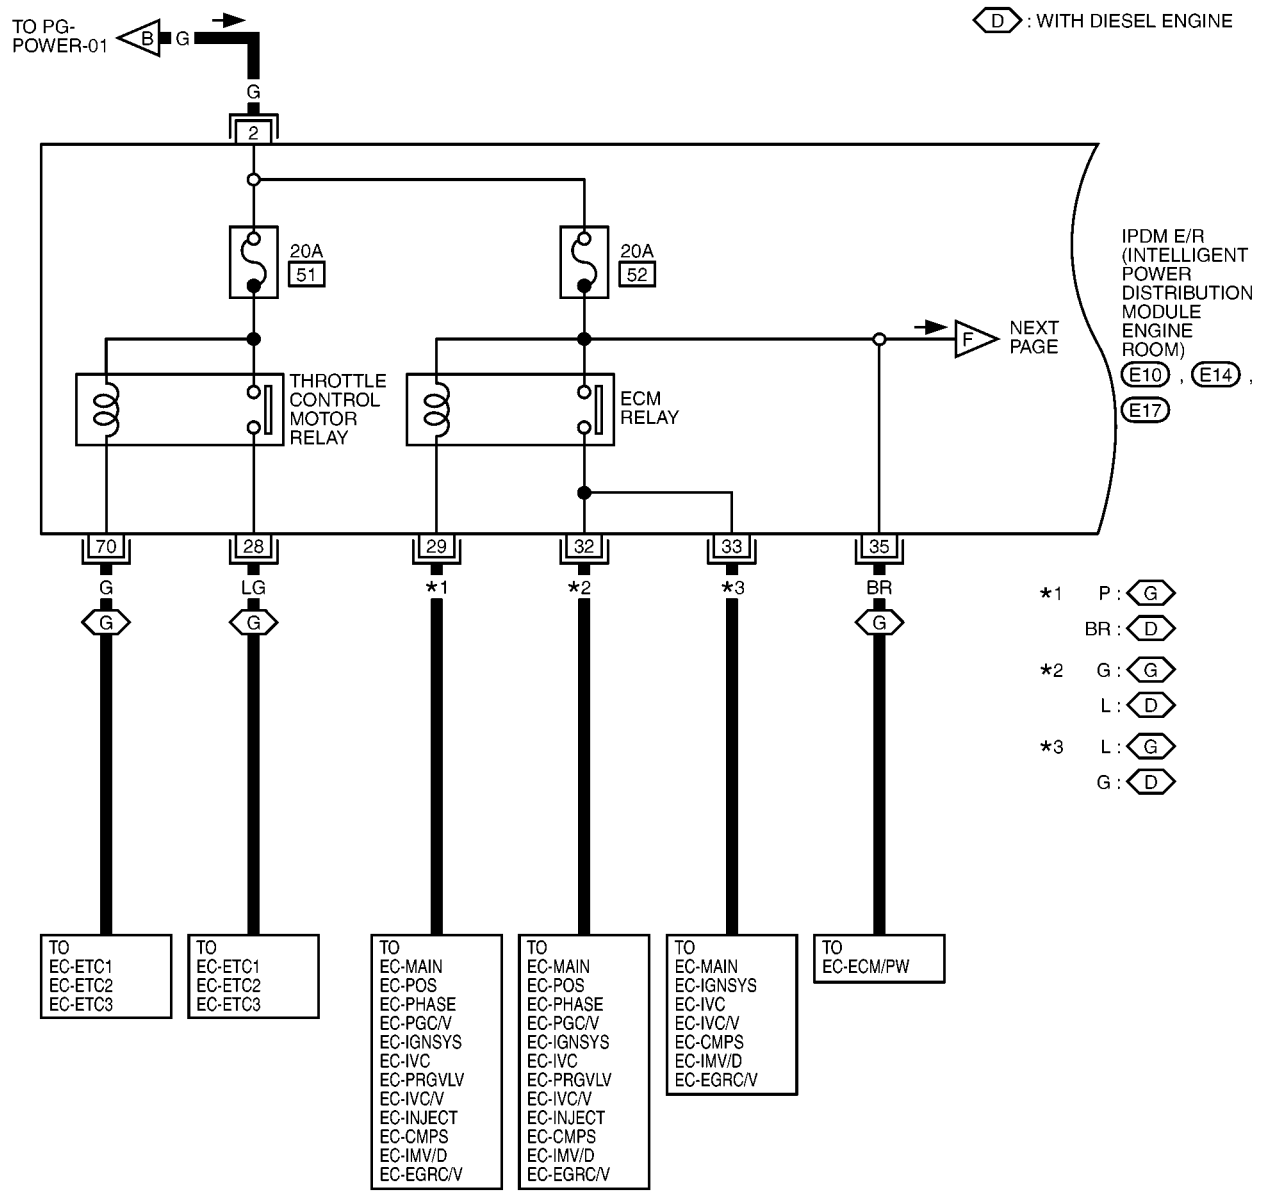 TO PG-
POWER-01
B
G
D : WITH DIESEL ENGINE
G
2
20A
51
20A
52
IPDM E/R
(INTELLIGENT
POWER
DISTRIBUTION
MODULE
ENGINE
ROOM)
E10 , E14 ,
E17
F
NEXT
PAGE
THROTTLE
CONTROL
MOTOR
RELAY
ECM
RELAY
70
28
29
32
33
35
G
LG
*1
*2
*3
BR
G
G
G
*1 P : G
BR : D
*2 G : G
L : D
*3 L : G
G : D
TO
EC-ETC1
EC-ETC2
EC-ETC3
TO
EC-ETC1
EC-ETC2
EC-ETC3
TO
EC-MAIN
EC-POS
EC-PHASE
EC-PGC/V
EC-IGNSYS
EC-IVC
EC-PRGVLV
EC-IVC/V
EC-INJECT
EC-CMPS
EC-IMV/D
EC-EGRC/V
TO
EC-MAIN
EC-POS
EC-PHASE
EC-PGC/V
EC-IGNSYS
EC-IVC
EC-PRGVLV
EC-IVC/V
EC-INJECT
EC-CMPS
EC-IMV/D
EC-EGRC/V
TO
EC-MAIN
EC-IGNSYS
EC-IVC
EC-IVC/V
EC-CMPS
EC-IMV/D
EC-EGRC/V
TO
EC-ECM/PW